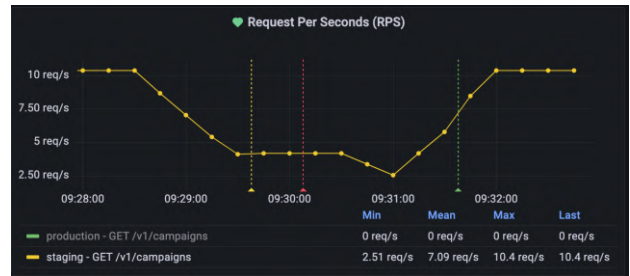 Request Per Seconds (RPS)
10 req/s
7.50 req/s
5 req/s
2.50 req/s
09:28:00 09:29:00 09:30:00 09:31:00 09:32:00
Min Mean Max Last
production - GET /v1/campaigns 0 req/s 0 req/s 0 req/s 0 req/s
staging - GET /v1/campaigns 2.51 req/s 7.09 req/s 10.4 req/s 10.4 req/s